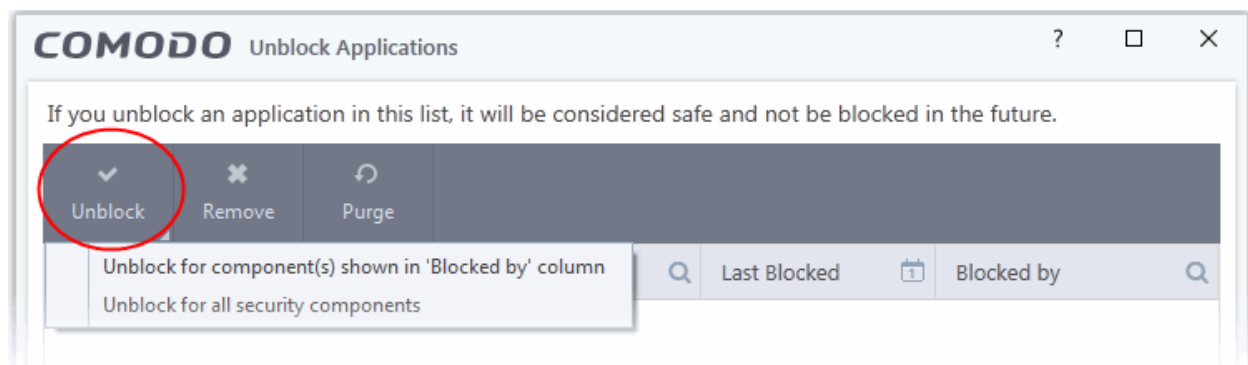 COMODO Unblock Applications ?
If you unblock an application in this list, it will be considered safe and not be blocked in the future.
Unblock Remove Purge
Unblock for component(s) shown in 'Blocked by' column
Unblock for all security components
Last Blocked 1 Blocked by